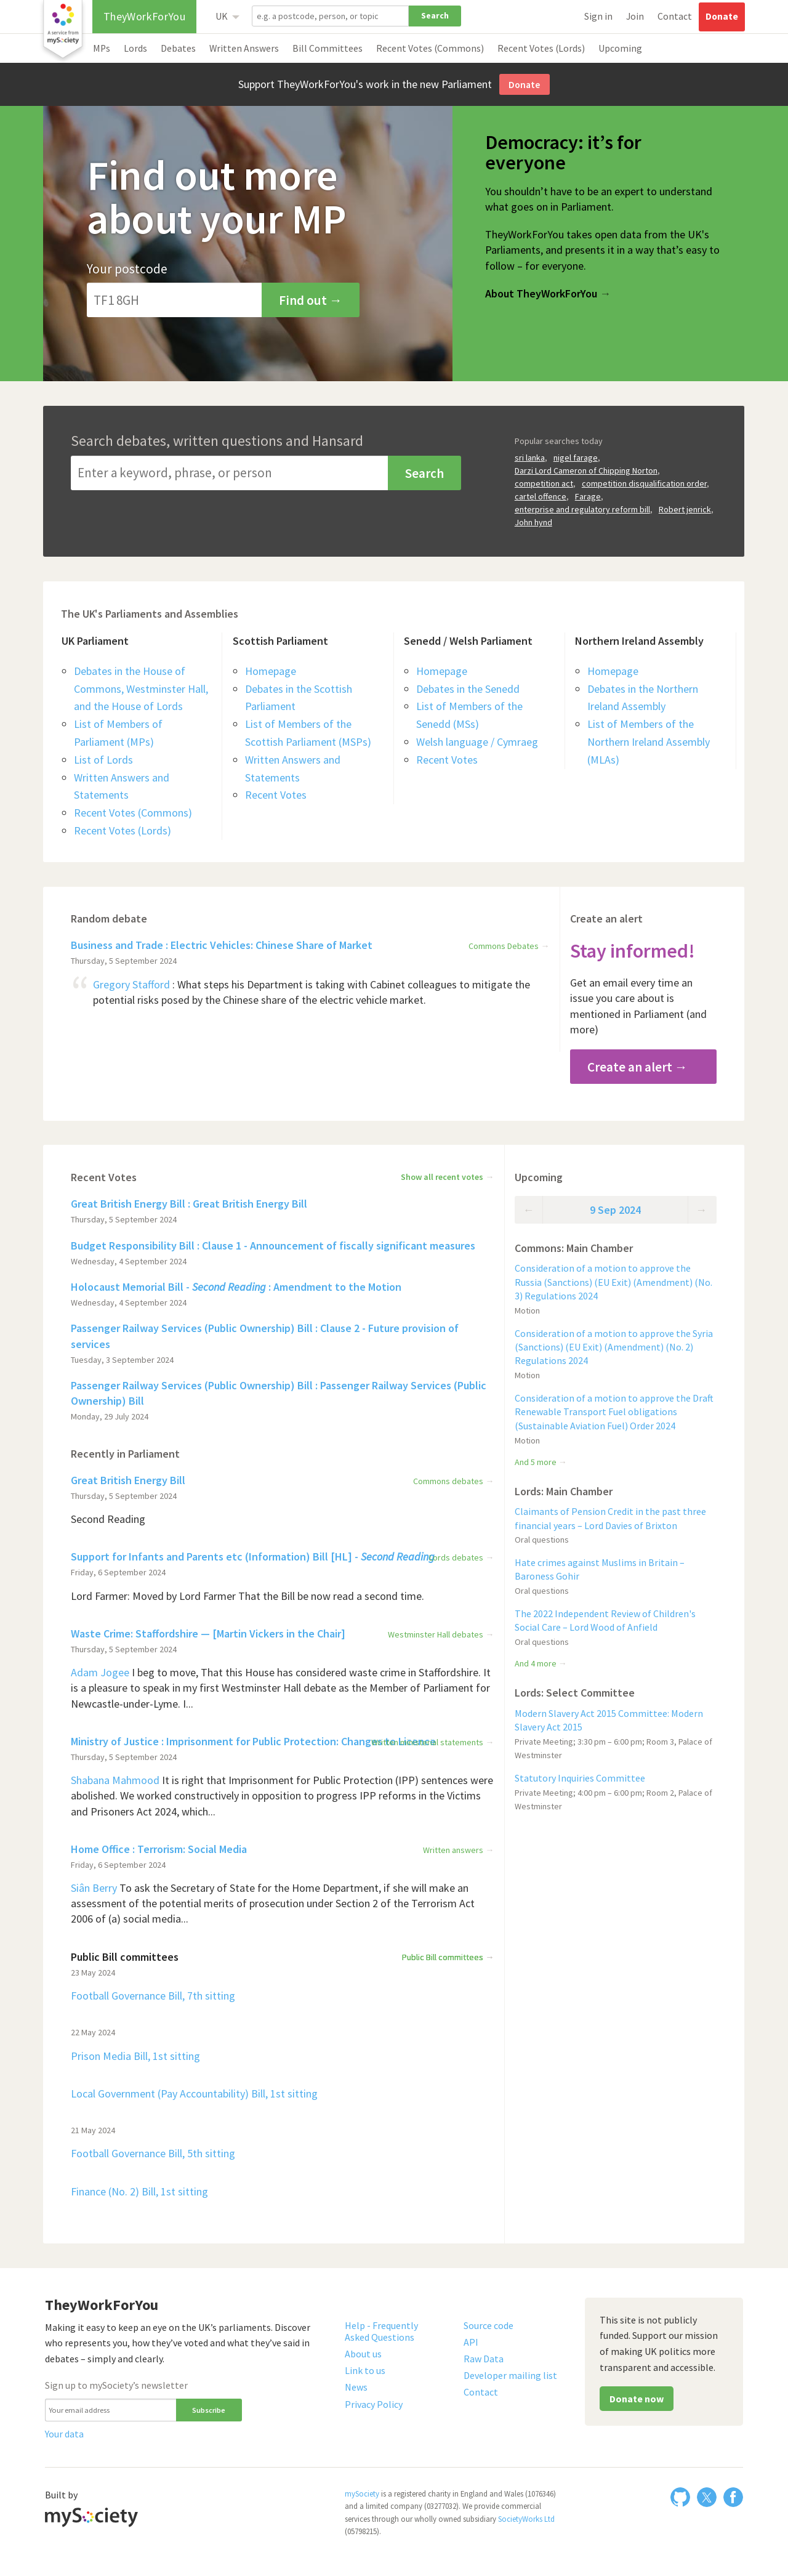 A service from
mySociety
TheyWorkForYou
UK
e.g. a postcode, person, or topic
Search
Sign in
Join
Contact
Donate
MPs
Lords
Debates
Written Answers
Bill Committees
Recent Votes (Commons)
Recent Votes (Lords)
Upcoming
Support TheyWorkForYou's work in the new Parliament
Donate
Find out more
about your MP
Your postcode
TF1 8GH
Find out →
Democracy: it’s for
everyone
You shouldn’t have to be an expert to understand
what goes on in Parliament.
TheyWorkForYou takes open data from the UK's
Parliaments, and presents it in a way that’s easy to
follow – for everyone.
About TheyWorkForYou →
Search debates, written questions and Hansard
Enter a keyword, phrase, or person
Search
Popular searches today
sri lanka, nigel farage,
Darzi Lord Cameron of Chipping Norton,
competition act, competition disqualification order,
cartel offence, Farage,
enterprise and regulatory reform bill, Robert jenrick,
John hynd
The UK's Parliaments and Assemblies
UK Parliament
Debates in the House of
Commons, Westminster Hall,
and the House of Lords
List of Members of
Parliament (MPs)
List of Lords
Written Answers and
Statements
Recent Votes (Commons)
Recent Votes (Lords)
Scottish Parliament
Homepage
Debates in the Scottish
Parliament
List of Members of the
Scottish Parliament (MSPs)
Written Answers and
Statements
Recent Votes
Senedd / Welsh Parliament
Homepage
Debates in the Senedd
List of Members of the
Senedd (MSs)
Welsh language / Cymraeg
Recent Votes
Northern Ireland Assembly
Homepage
Debates in the Northern
Ireland Assembly
List of Members of the
Northern Ireland Assembly
(MLAs)
Random debate
Business and Trade : Electric Vehicles: Chinese Share of Market
Commons Debates →
Thursday, 5 September 2024
“ Gregory Stafford : What steps his Department is taking with Cabinet colleagues to mitigate the
potential risks posed by the Chinese share of the electric vehicle market.
Create an alert
Stay informed!
Get an email every time an
issue you care about is
mentioned in Parliament (and
more)
Create an alert →
Recent Votes
Show all recent votes →
Great British Energy Bill : Great British Energy Bill
Thursday, 5 September 2024
Budget Responsibility Bill : Clause 1 - Announcement of fiscally significant measures
Wednesday, 4 September 2024
Holocaust Memorial Bill - Second Reading : Amendment to the Motion
Wednesday, 4 September 2024
Passenger Railway Services (Public Ownership) Bill : Clause 2 - Future provision of
services
Tuesday, 3 September 2024
Passenger Railway Services (Public Ownership) Bill : Passenger Railway Services (Public
Ownership) Bill
Monday, 29 July 2024
Recently in Parliament
Great British Energy Bill
Commons debates →
Thursday, 5 September 2024
Second Reading
Support for Infants and Parents etc (Information) Bill [HL] - Second Reading
Lords debates →
Friday, 6 September 2024
Lord Farmer: Moved by Lord Farmer That the Bill be now read a second time.
Waste Crime: Staffordshire — [Martin Vickers in the Chair]
Westminster Hall debates →
Thursday, 5 September 2024
Adam Jogee I beg to move, That this House has considered waste crime in Staffordshire. It
is a pleasure to speak in my first Westminster Hall debate as the Member of Parliament for
Newcastle-under-Lyme. I...
Ministry of Justice : Imprisonment for Public Protection: Changes to Licence
statements →
Thursday, 5 September 2024
Shabana Mahmood It is right that Imprisonment for Public Protection (IPP) sentences were
abolished. We worked constructively in opposition to progress IPP reforms in the Victims
and Prisoners Act 2024, which...
Home Office : Terrorism: Social Media
Written answers →
Friday, 6 September 2024
Siân Berry To ask the Secretary of State for the Home Department, if she will make an
assessment of the potential merits of prosecution under Section 2 of the Terrorism Act
2006 of (a) social media...
Public Bill committees
Public Bill committees →
23 May 2024
Football Governance Bill, 7th sitting
22 May 2024
Prison Media Bill, 1st sitting
Local Government (Pay Accountability) Bill, 1st sitting
21 May 2024
Football Governance Bill, 5th sitting
Finance (No. 2) Bill, 1st sitting
Upcoming
← 9 Sep 2024 →
Commons: Main Chamber
Consideration of a motion to approve the
Russia (Sanctions) (EU Exit) (Amendment) (No.
3) Regulations 2024
Motion
Consideration of a motion to approve the Syria
(Sanctions) (EU Exit) (Amendment) (No. 2)
Regulations 2024
Motion
Consideration of a motion to approve the Draft
Renewable Transport Fuel obligations
(Sustainable Aviation Fuel) Order 2024
Motion
And 5 more →
Lords: Main Chamber
Claimants of Pension Credit in the past three
financial years – Lord Davies of Brixton
Oral questions
Hate crimes against Muslims in Britain –
Baroness Gohir
Oral questions
The 2022 Independent Review of Children's
Social Care – Lord Wood of Anfield
Oral questions
And 4 more →
Lords: Select Committee
Modern Slavery Act 2015 Committee: Modern
Slavery Act 2015
Private Meeting; 3:30 pm – 6:00 pm; Room 3, Palace of
Westminster
Statutory Inquiries Committee
Private Meeting; 4:00 pm – 6:00 pm; Room 2, Palace of
Westminster
TheyWorkForYou
Making it easy to keep an eye on the UK’s parliaments. Discover
who represents you, how they’ve voted and what they’ve said in
debates – simply and clearly.
Sign up to mySociety’s newsletter
Your email address
Subscribe
Your data
Help - Frequently
Asked Questions
About us
Link to us
News
Privacy Policy
Source code
API
Raw Data
Developer mailing list
Contact
This site is not publicly
funded. Support our mission
of making UK politics more
transparent and accessible.
Donate now
Built by
mySociety
mySociety is a registered charity in England and Wales (1076346)
and a limited company (03277032). We provide commercial
services through our wholly owned subsidiary SocietyWorks Ltd
(05798215).